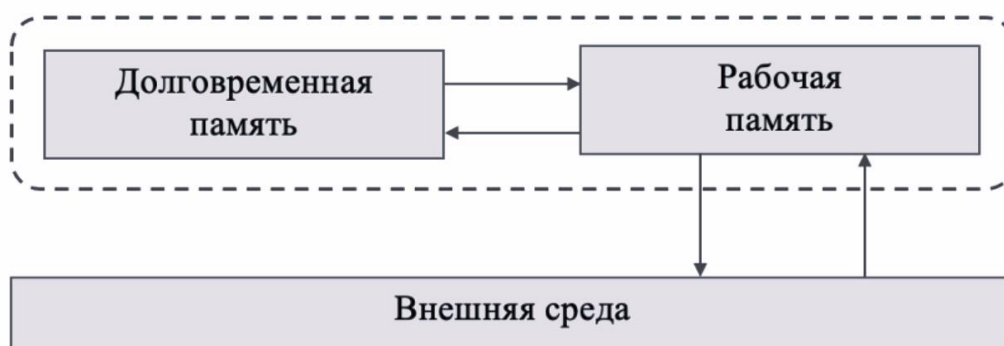 Долговременная
память
Рабочая
память
Внешняя среда